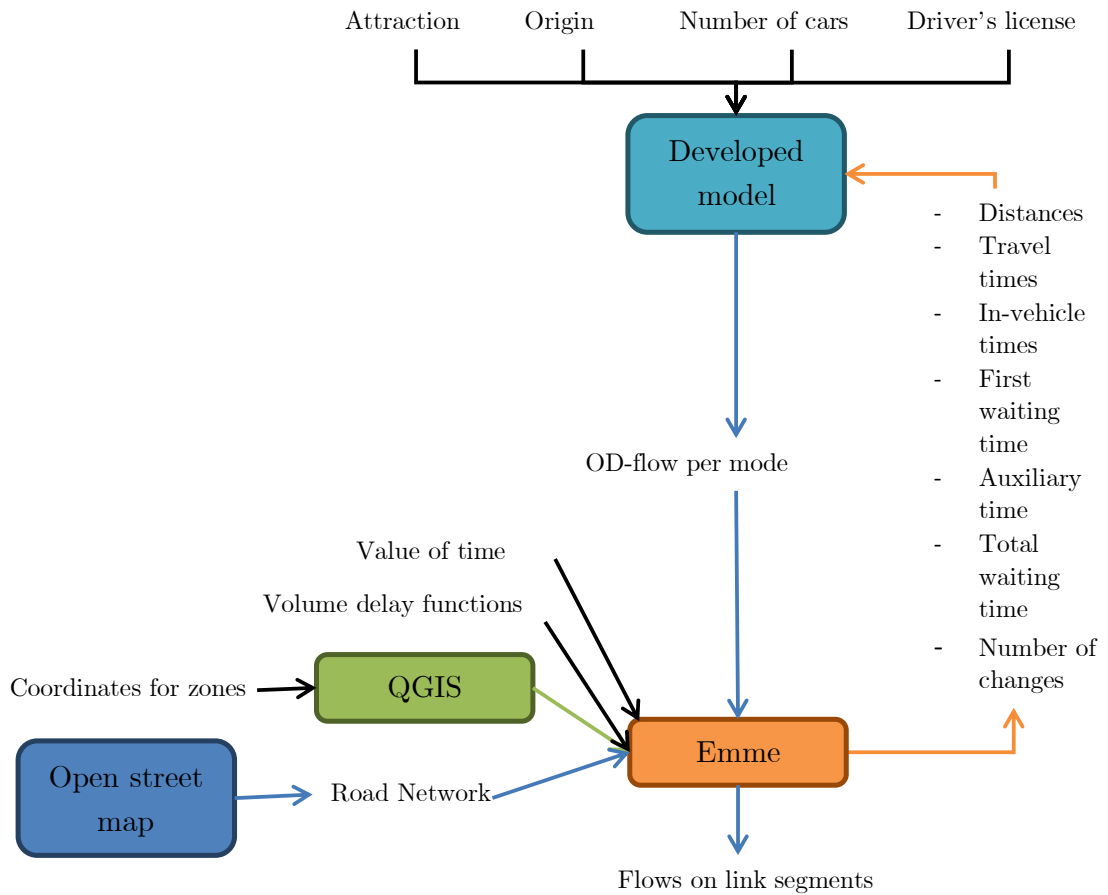 Attraction
Origin
Number of cars
Driver's license
Developed
model
- Distances
- Travel
times
- In-vehicle
times
- First
waiting
time
- Auxiliary
time
- Total
waiting
time
- Number of
changes
OD-flow per mode
Value of time
Volume delay functions
Coordinates for zones
QGIS
Open street
map
Road Network
Emme
Flows on link segments